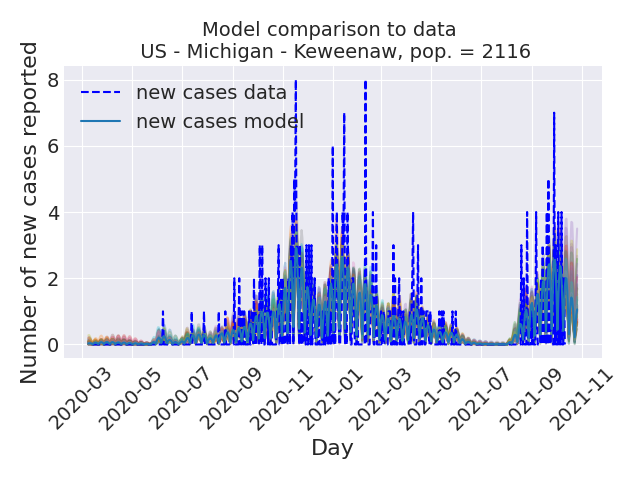 Model comparison to data
US - Michigan - Keweenaw, pop. = 2116
Number of new cases reported
8
6
4
2
0
new cases data
new cases model
2020-03
2020-05
2020-07
2020-09
2020-11
2021-01
2021-03
2021-05
2021-07
2021-09
2021-11
Day